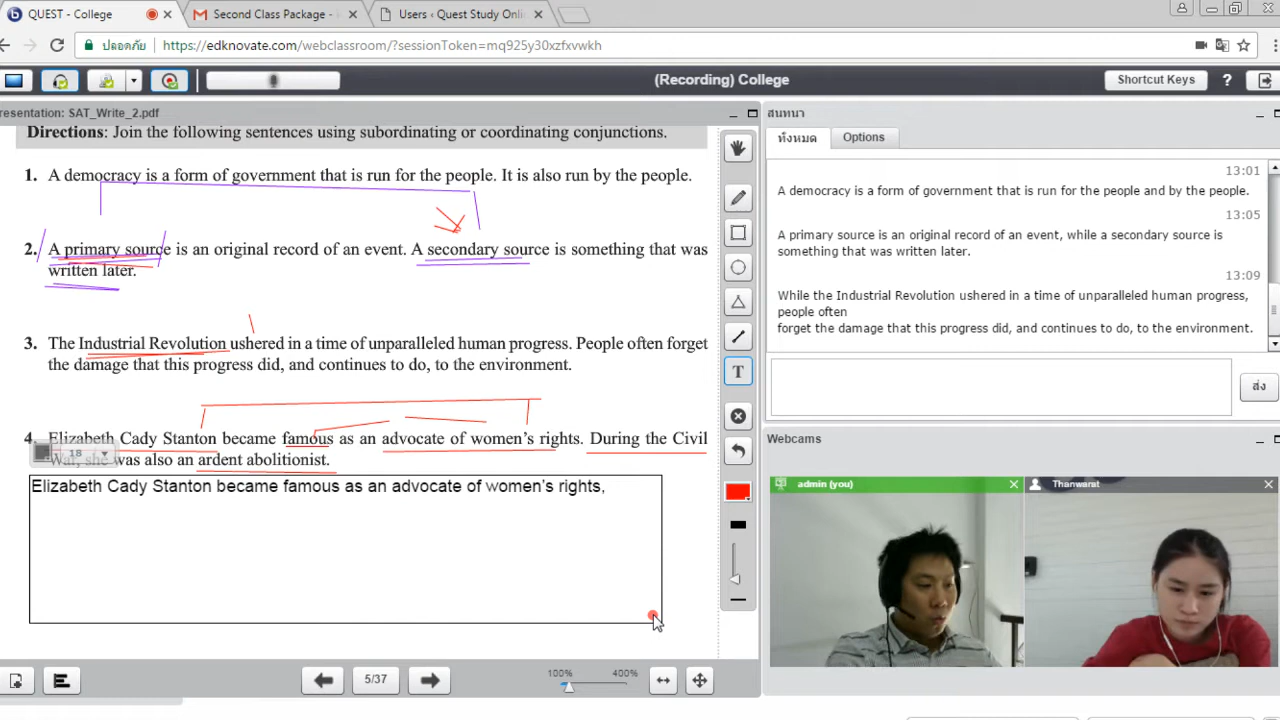 QUEST - College
Second Class Package -
Users ‹ Quest Study Onli
ปลอดภัย
https://edknovate.com/webclassroom/?sessionToken=mq925y30xzfxvwkh
(Recording) College
Shortcut Keys
?
resentation: SAT_Write_2.pdf
Directions: Join the following sentences using subordinating or coordinating conjunctions.
1. A democracy is a form of government that is run for the people. It is also run by the people.
2. A primary source is an original record of an event. A secondary source is something that was
written later.
3. The Industrial Revolution ushered in a time of unparalleled human progress. People often forget
the damage that this progress did, and continues to do, to the environment.
4. Elizabeth Cady Stanton became famous as an advocate of women's rights. During the Civil
War, she was also an ardent abolitionist.
18
Elizabeth Cady Stanton became famous as an advocate of women's rights,
T
5/37
100%
400%
สนทนา
ทั้งหมด
Options
13:01
A democracy is a form of government that is run for the people and by the people.
13:05
A primary source is an original record of an event, while a secondary source is
something that was written later.
13:09
While the Industrial Revolution ushered in a time of unparalleled human progress,
people often
forget the damage that this progress did, and continues to do, to the environment.
ส่ง
Webcams
admin (you)
Thanwarat